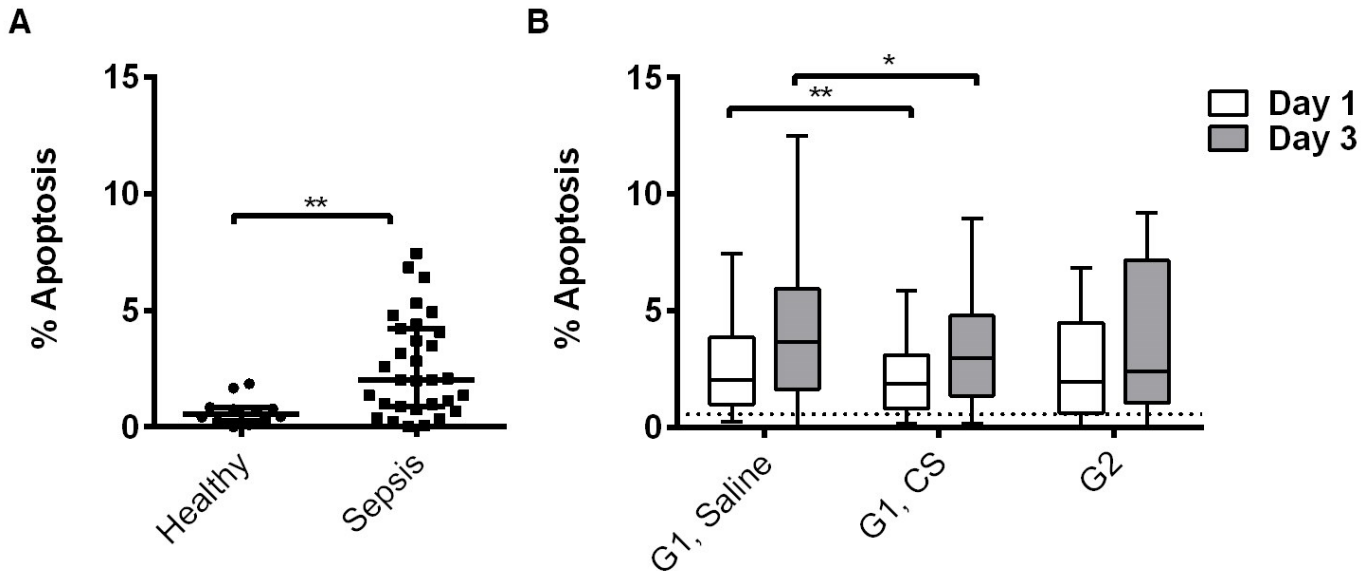 A
% Apoptosis
15
10
5
0
**
Healthy
Sepsis
B
% Apoptosis
15
10
5
0
*
**
G1, Saline
G1, CS
G2
Day 1
Day 3